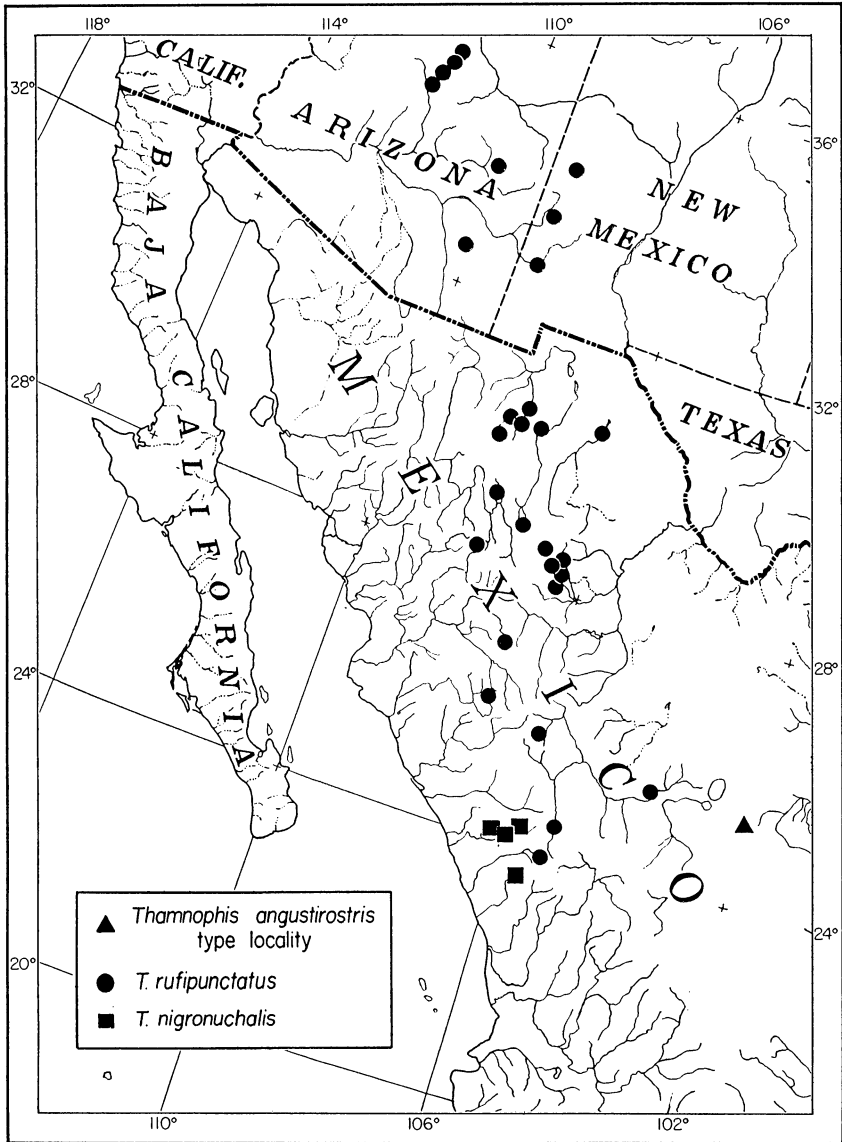 118° 114° 110° 106°
CALIF.
32°
ARIZONA
36°
NEW
MEXICO
BAJA
CALIFORNIA
28°
32°
TEXAS
MEXICO
24°
28°
Thamnophis angustirostris
type locality
T. rufipunctatus
T. nigronuchalis
24°
20°
110° 106° 102°